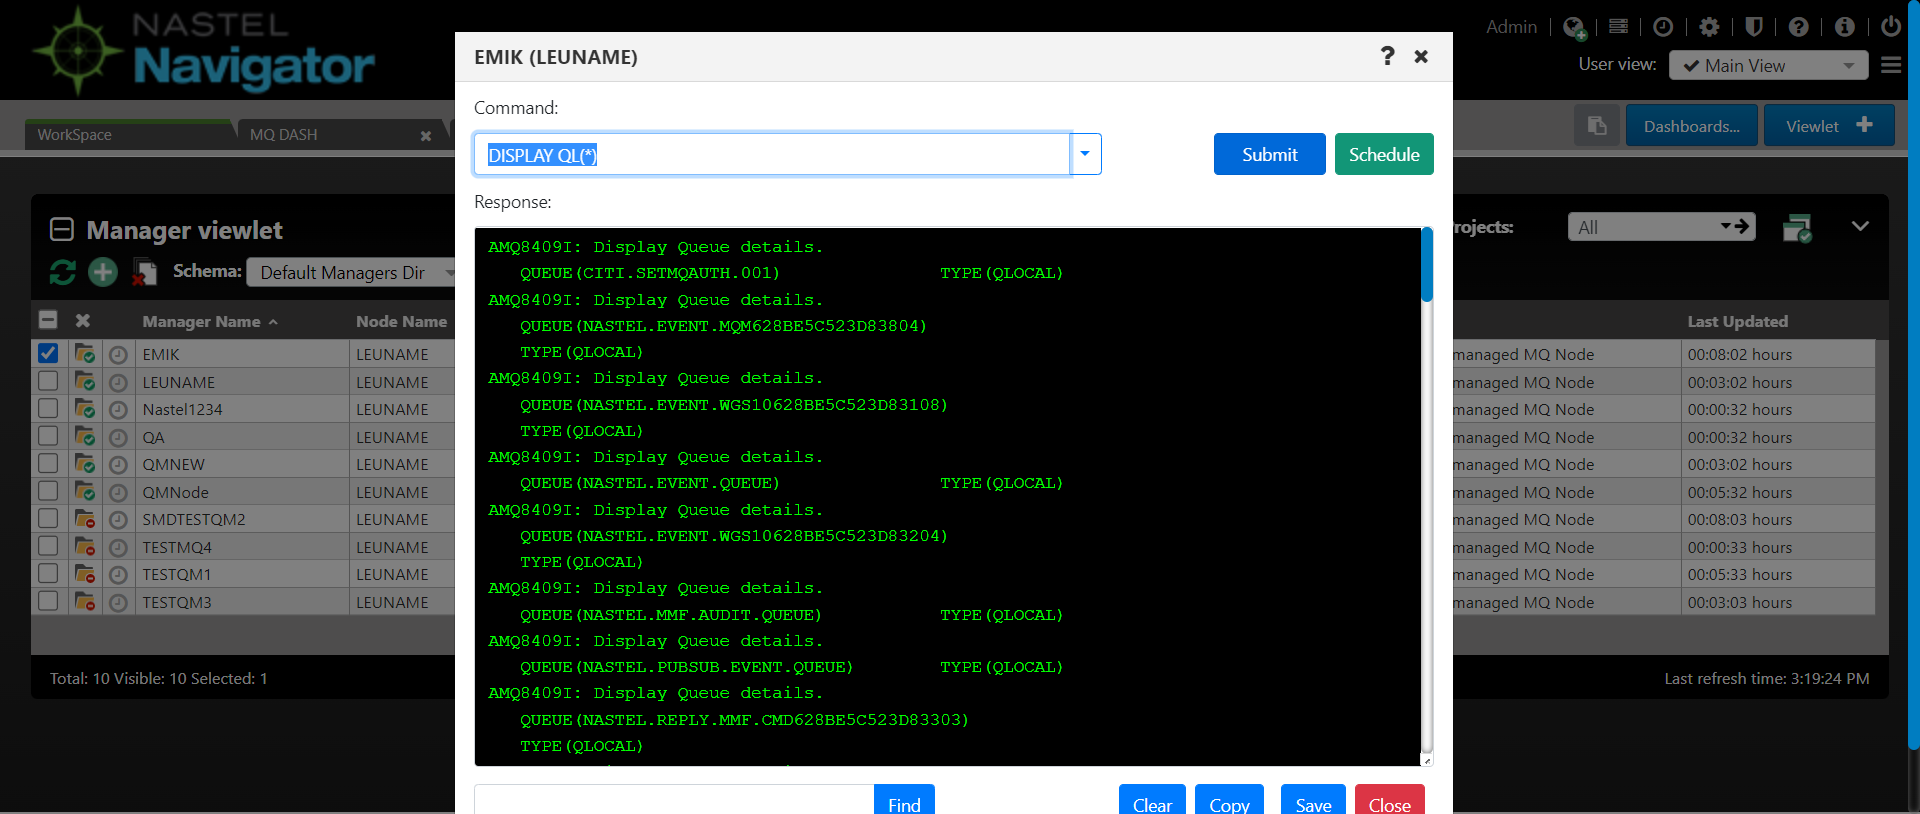 NASTEL
Navigator
Admin
User view: Main View
WorkSpace
MQ DASH
Dashboards...
Viewlet
Manager viewlet
Schema: Default Managers Dir
rojects: All
Manager Name
Node Name
Last Updated
EMIK LEUNAME managed MQ Node 00:08:02 hours
LEUNAME LEUNAME managed MQ Node 00:03:02 hours
Nastel1234 LEUNAME managed MQ Node 00:00:32 hours
QA LEUNAME managed MQ Node 00:00:32 hours
QMNEW LEUNAME managed MQ Node 00:03:02 hours
QMNode LEUNAME managed MQ Node 00:05:32 hours
SMDTESTQM2 LEUNAME managed MQ Node 00:08:03 hours
TESTMQ4 LEUNAME managed MQ Node 00:00:33 hours
TESTQM1 LEUNAME managed MQ Node 00:05:33 hours
TESTQM3 LEUNAME managed MQ Node 00:03:03 hours
Total: 10 Visible: 10 Selected: 1
Last refresh time: 3:19:24 PM
EMIK (LEUNAME)
Command:
DISPLAY QL(*)
Submit
Schedule
Response:
AMQ8409I: Display Queue details.
QUEUE(CITI.SETMQAUTH.001) TYPE(QLOCAL)
AMQ8409I: Display Queue details.
QUEUE(NASTEL.EVENT.MQM628BE5C523D83804)
TYPE(QLOCAL)
AMQ8409I: Display Queue details.
QUEUE(NASTEL.EVENT.WGS10628BE5C523D83108)
TYPE(QLOCAL)
AMQ8409I: Display Queue details.
QUEUE(NASTEL.EVENT.QUEUE) TYPE(QLOCAL)
AMQ8409I: Display Queue details.
QUEUE(NASTEL.EVENT.WGS10628BE5C523D83204)
TYPE(QLOCAL)
AMQ8409I: Display Queue details.
QUEUE(NASTEL.MMF.AUDIT.QUEUE) TYPE(QLOCAL)
AMQ8409I: Display Queue details.
QUEUE(NASTEL.PUBSUB.EVENT.QUEUE) TYPE(QLOCAL)
AMQ8409I: Display Queue details.
QUEUE(NASTEL.REPLY.MMF.CMD628BE5C523D83303)
TYPE(QLOCAL)
Find
Clear
Copy
Save
Close